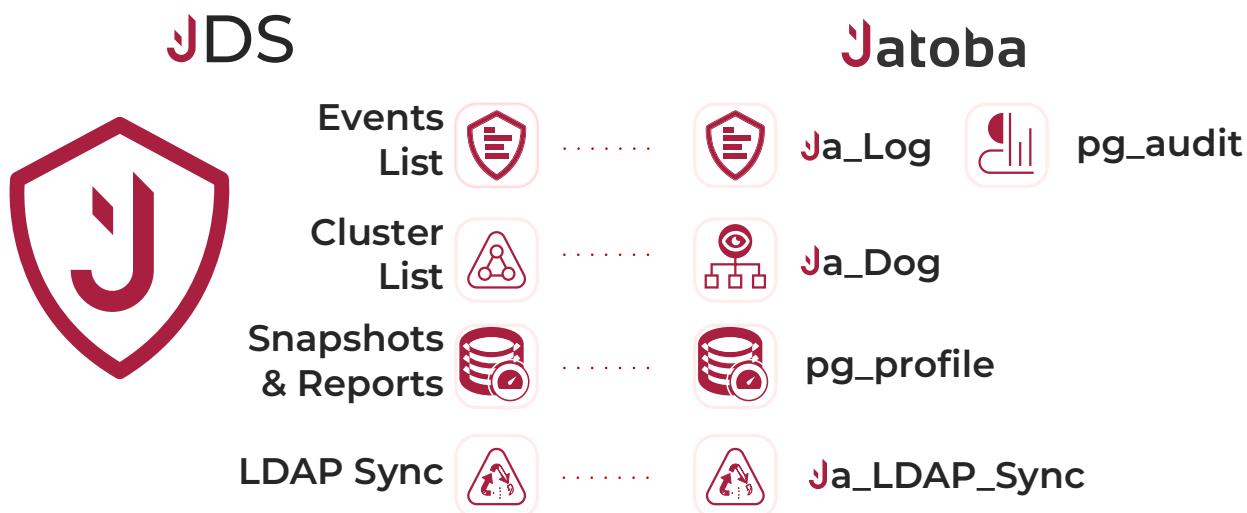 JDS
Jatoba
Events
List
Ja_Log
pg_audit
Cluster
List
Ja_Dog
Snapshots
& Reports
pg_profile
LDAP Sync
Ja_LDAP_Sync